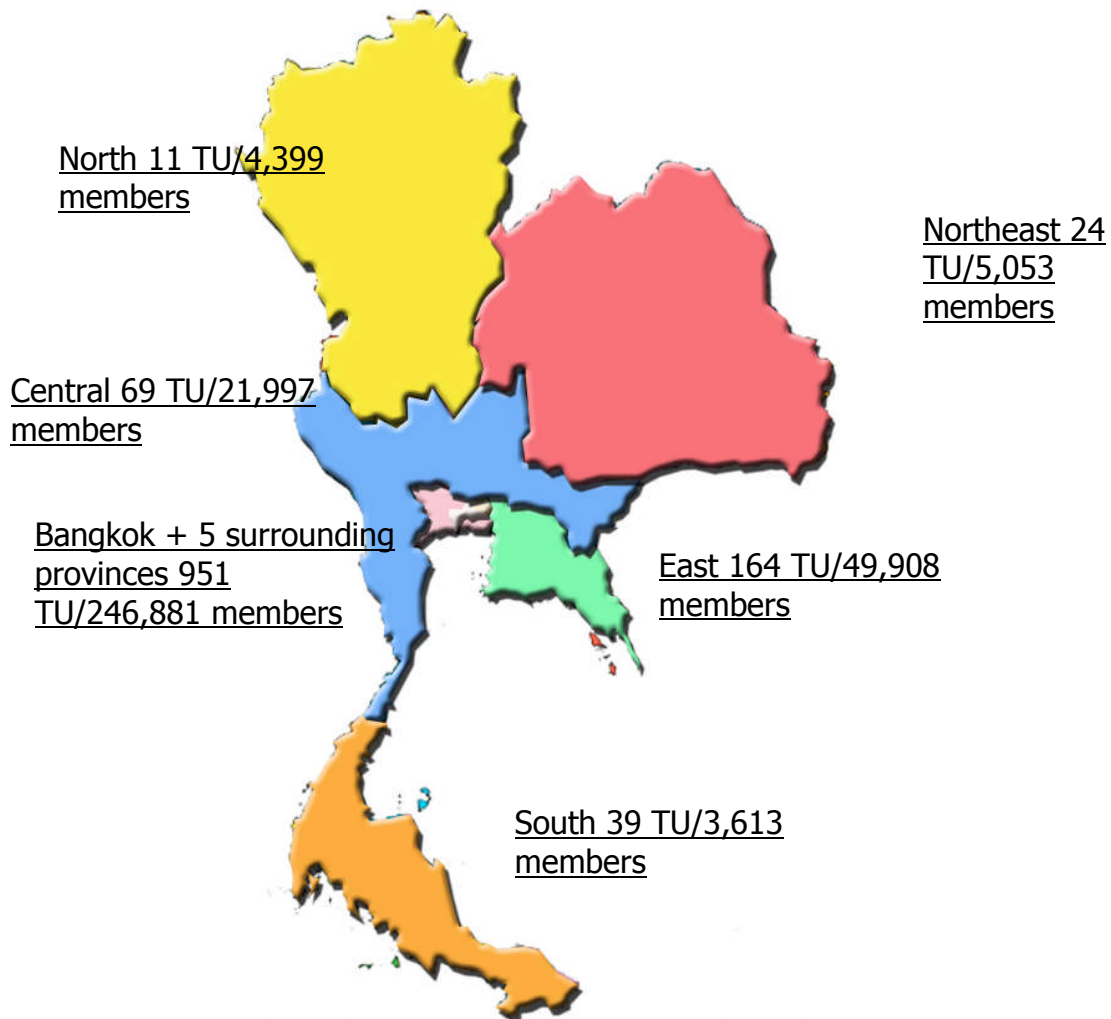 North 11 TU/4,399
members
Northeast 24
TU/5,053
members
Central 69 TU/21,997
members
Bangkok + 5 surrounding
provinces 951
TU/246,881 members
East 164 TU/49,908
members
South 39 TU/3,613
members